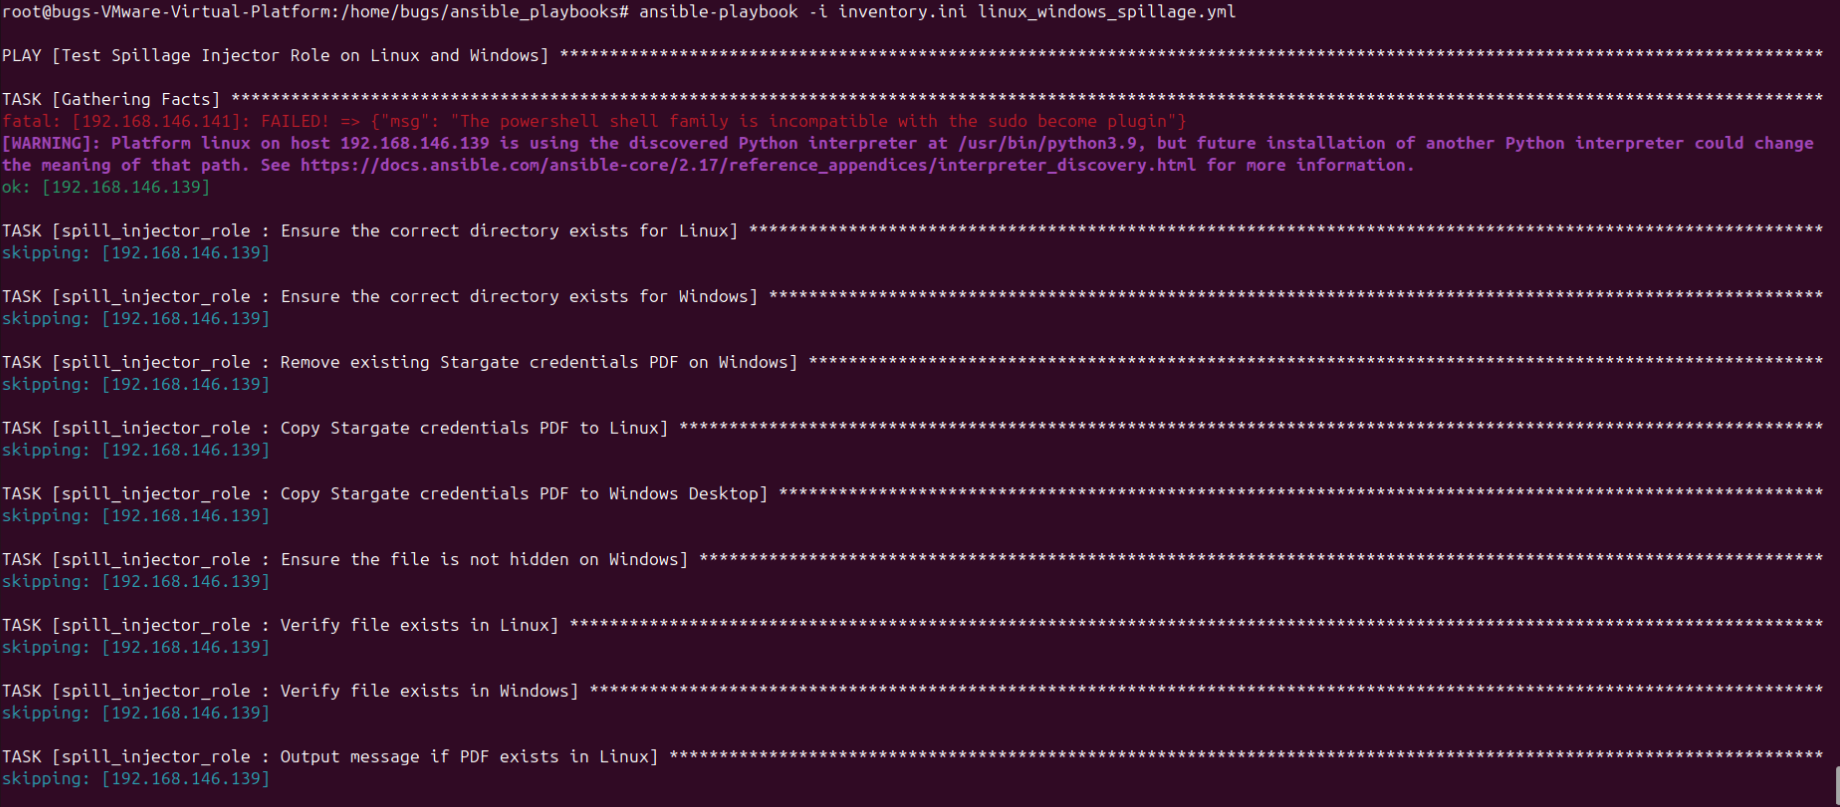 root@bugs-VMware-Virtual-Platform:/home/bugs/ansible_playbooks# ansible-playbook -i inventory.ini linux_windows_spillage.yml
PLAY [Test Spillage Injector Role on Linux and Windows] *******************************************************************************************************************************
TASK [Gathering Facts] ****************************************************************************************************************************************************************
fatal: [192.168.146.141]: FAILED! => {"msg": "The powershell shell family is incompatible with the sudo become plugin"}
[WARNING]: Platform linux on host 192.168.146.139 is using the discovered Python interpreter at /usr/bin/python3.9, but future installation of another Python interpreter could change
the meaning of that path. See https://docs.ansible.com/ansible-core/2.17/reference_appendices/interpreter_discovery.html for more information.
ok: [192.168.146.139]
TASK [spill_injector_role : Ensure the correct directory exists for Linux] ************************************************************************************************************
skipping: [192.168.146.139]
TASK [spill_injector_role : Ensure the correct directory exists for Windows] **********************************************************************************************************
skipping: [192.168.146.139]
TASK [spill_injector_role : Remove existing Stargate credentials PDF on Windows] ******************************************************************************************************
skipping: [192.168.146.139]
TASK [spill_injector_role : Copy Stargate credentials PDF to Linux] *******************************************************************************************************************
skipping: [192.168.146.139]
TASK [spill_injector_role : Copy Stargate credentials PDF to Windows Desktop] *********************************************************************************************************
skipping: [192.168.146.139]
TASK [spill_injector_role : Ensure the file is not hidden on Windows] *****************************************************************************************************************
skipping: [192.168.146.139]
TASK [spill_injector_role : Verify file exists in Linux] ******************************************************************************************************************************
skipping: [192.168.146.139]
TASK [spill_injector_role : Verify file exists in Windows] ****************************************************************************************************************************
skipping: [192.168.146.139]
TASK [spill_injector_role : Output message if PDF exists in Linux] ********************************************************************************************************************
skipping: [192.168.146.139]